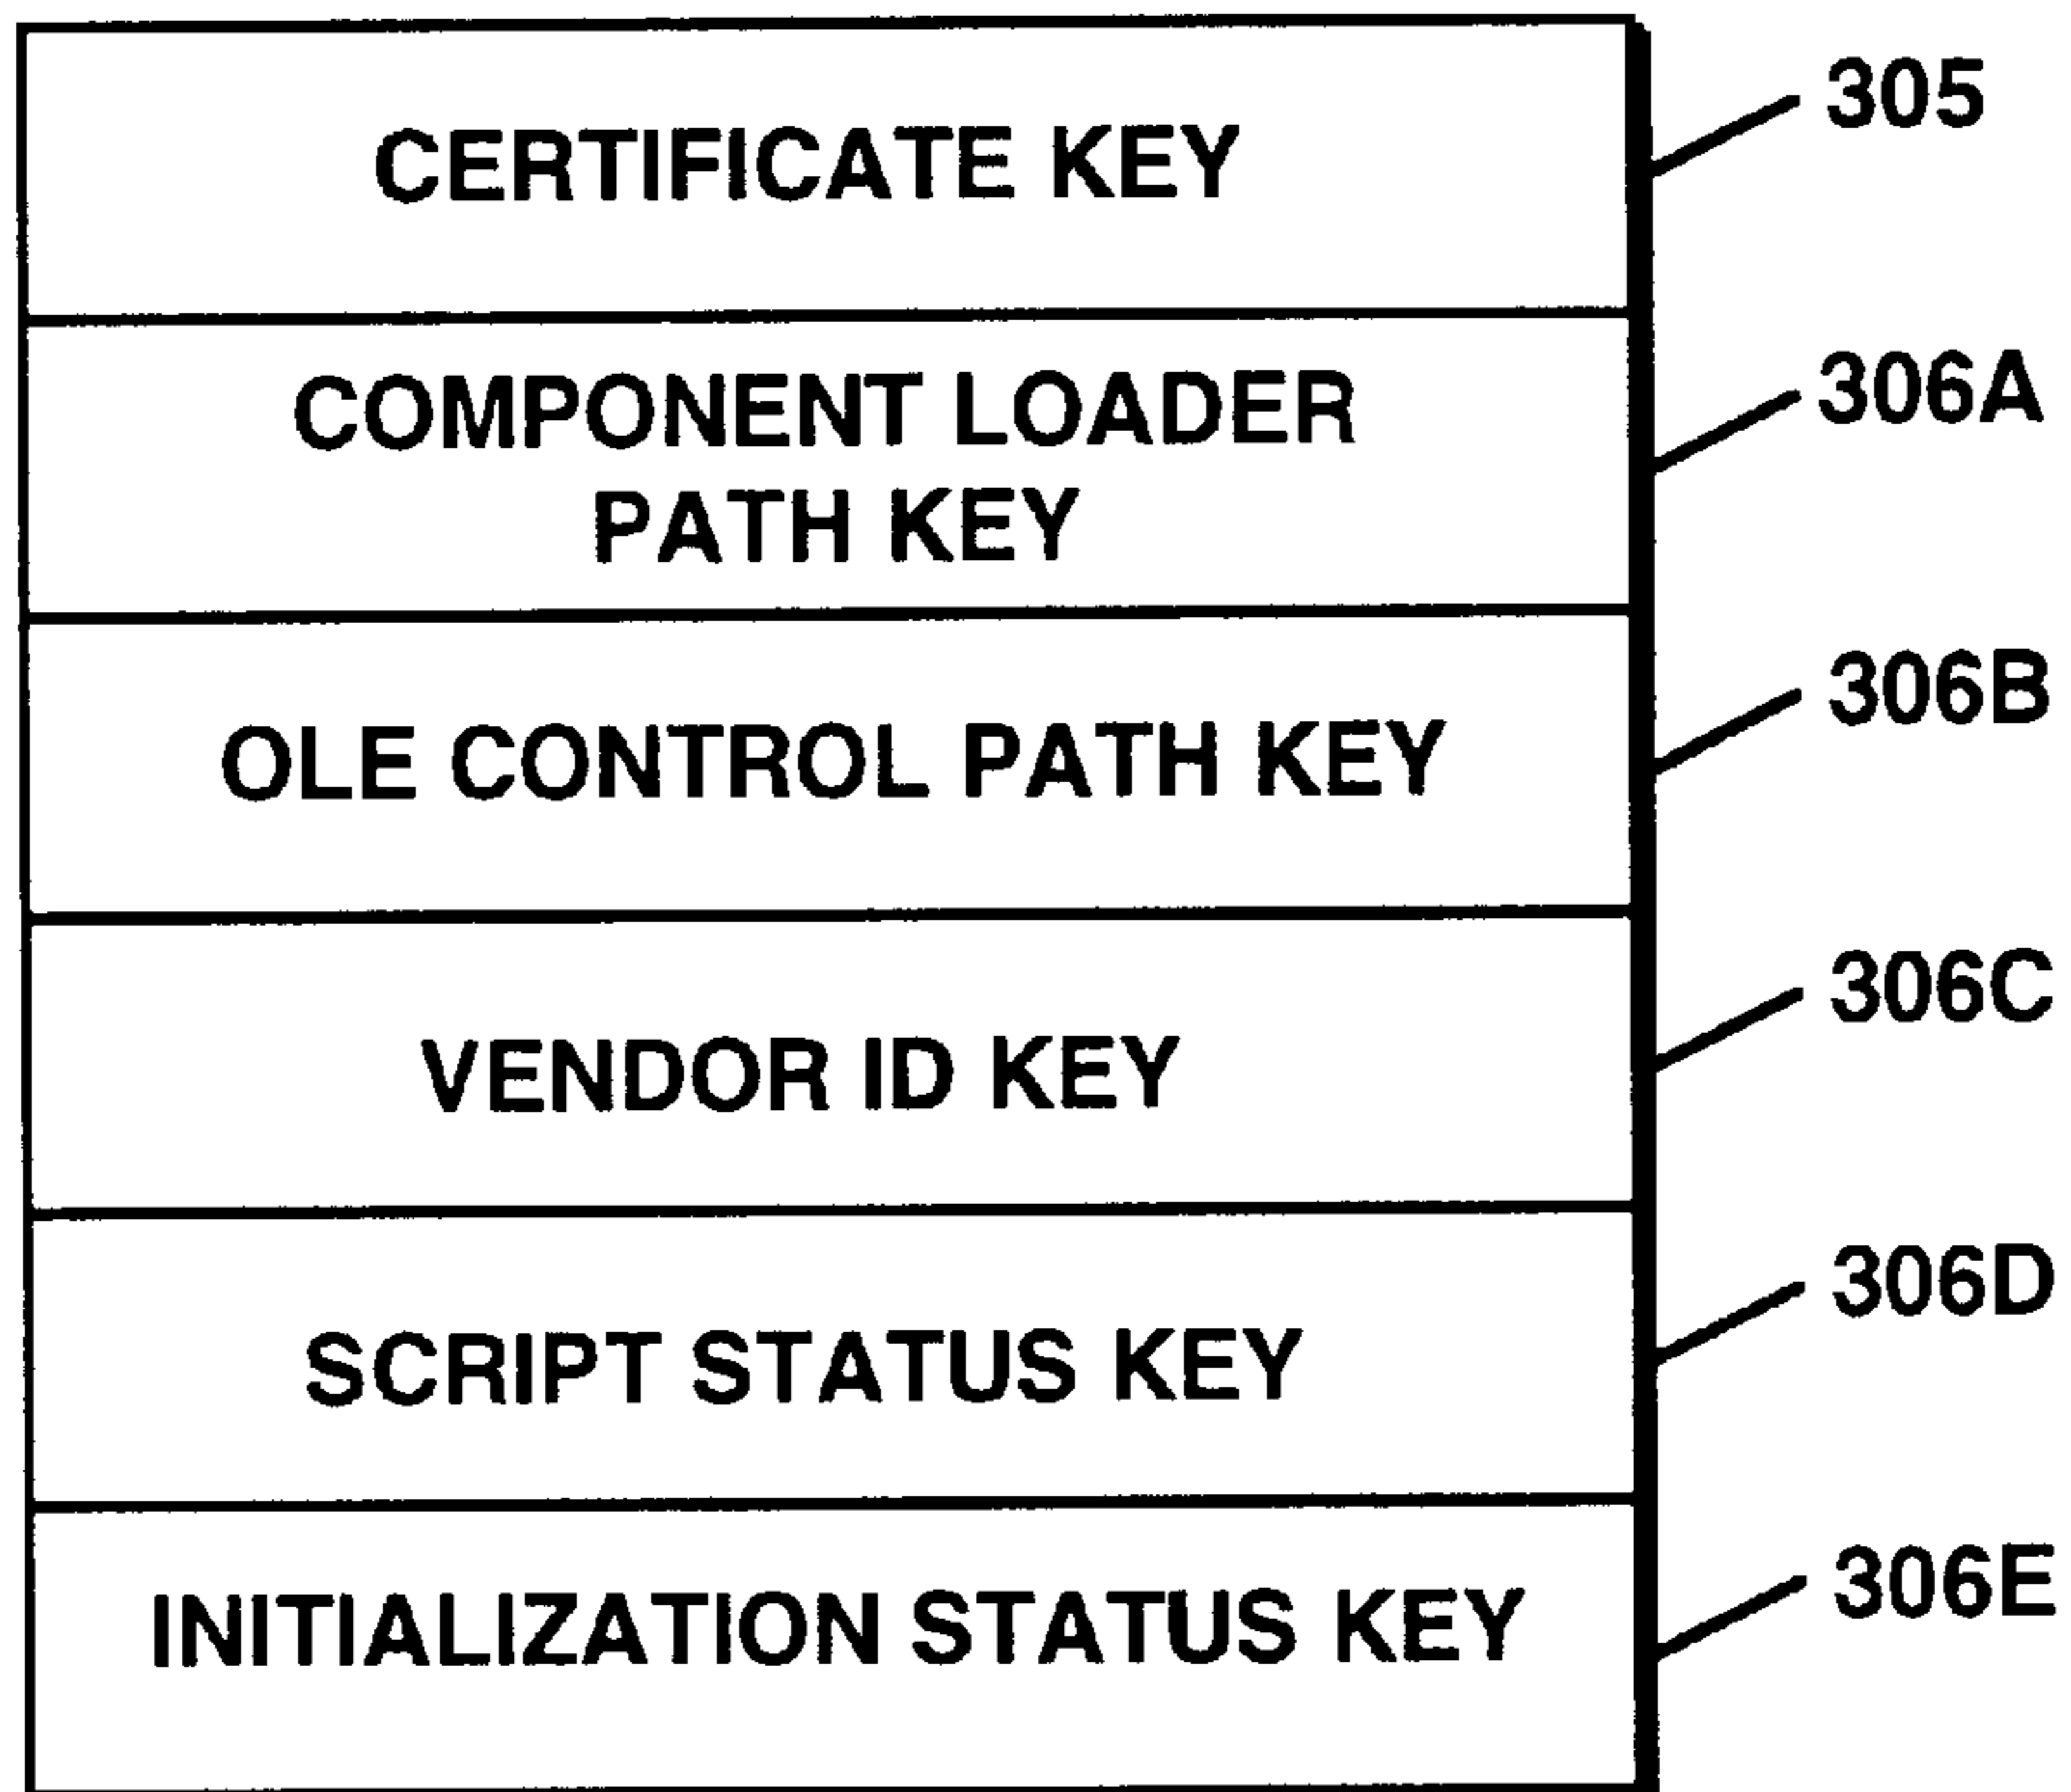 CERTIFICATE KEY
305
COMPONENT LOADER
PATH KEY
306A
OLE CONTROL PATH KEY
306B
VENDOR ID KEY
306C
SCRIPT STATUS KEY
306D
INITIALIZATION STATUS KEY
306E